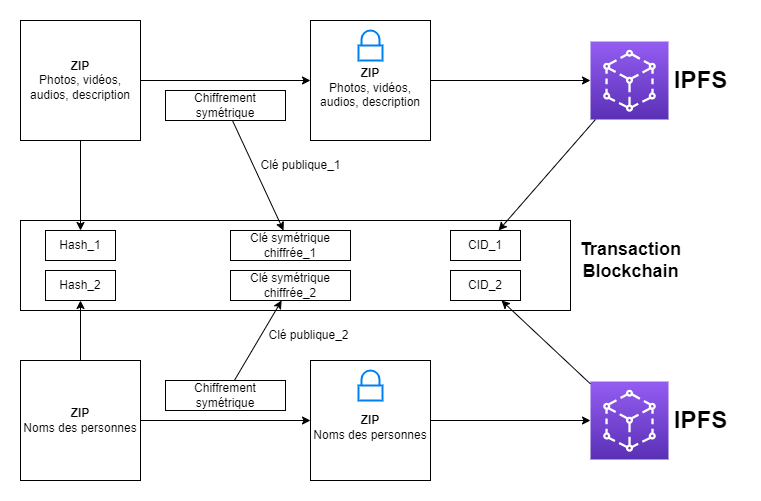 ZIP
Photos, vidéos,
audios, description
Chiffrement
symétrique
ZIP
Photos, vidéos,
audios, description
IPFS
Clé publique_1
Hash_1
Clé symétrique
chiffrée_1
CID_1
Hash_2
Clé symétrique
chiffrée_2
CID_2
Transaction
Blockchain
Clé publique_2
ZIP
Noms des personnes
Chiffrement
symétrique
ZIP
Noms des personnes
IPFS